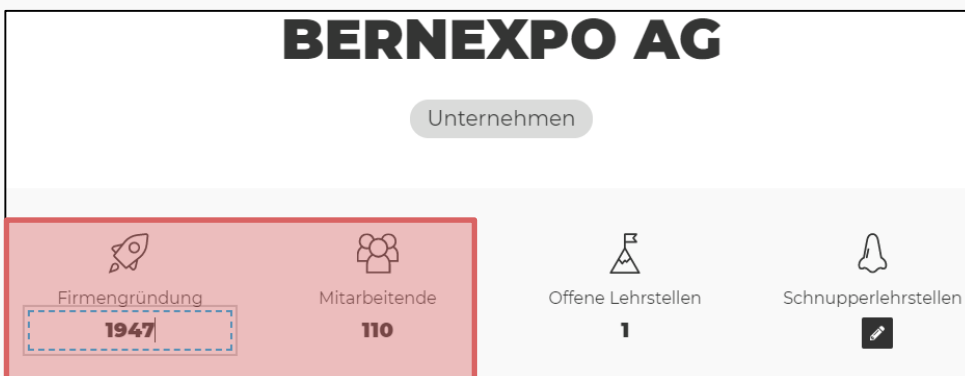 BERNEXPO AG
Unternehmen
Firmengründung Mitarbeitende Offene Lehrstellen Schnupperlehrstellen
1947 110 1